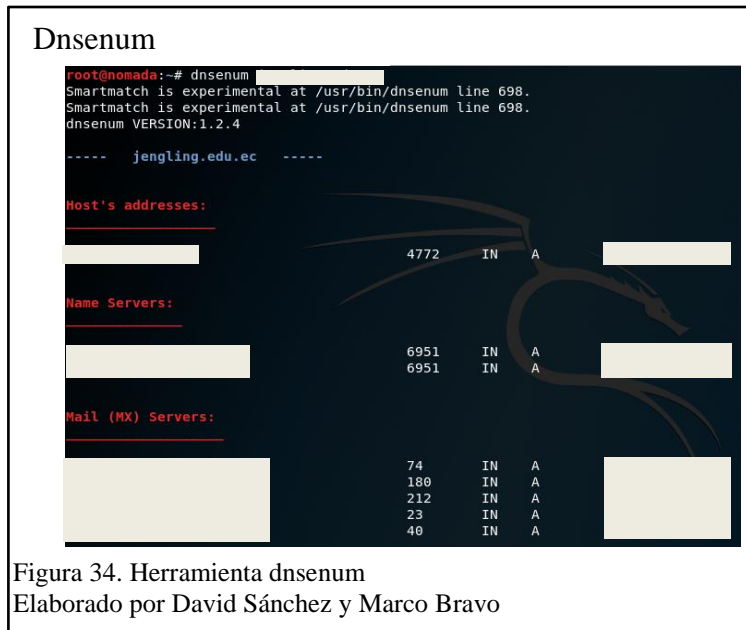 Dnsenum
root@nomada:~# dnsenum
Smartmatch is experimental at /usr/bin/dnsenum line 698.
Smartmatch is experimental at /usr/bin/dnsenum line 698.
dnsenum VERSION:1.2.4
----- jengling.edu.ec -----
Host's addresses:
4772 IN A
Name Servers:
6951 IN A
6951 IN A
Mail (MX) Servers:
74 IN A
180 IN A
212 IN A
23 IN A
40 IN A
Figura 34. Herramienta dnsenum
Elaborado por David Sánchez y Marco Bravo